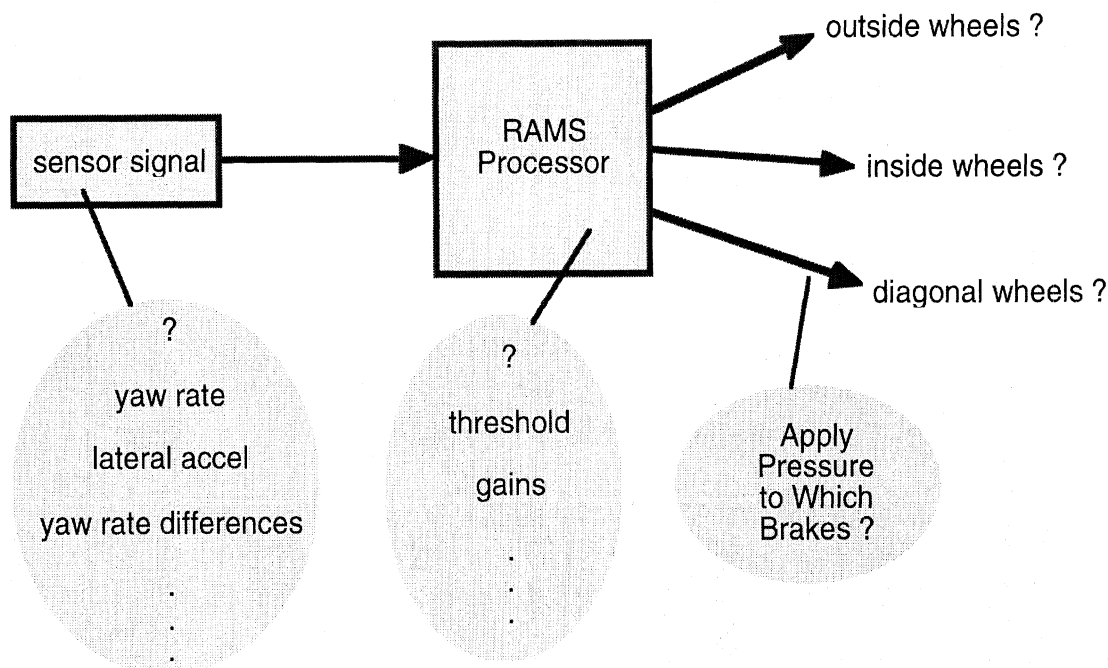 outside wheels ?
RAMS
Processor
sensor signal
inside wheels ?
diagonal wheels ?
?
yaw rate
lateral accel
yaw rate differences
.
.
.
?
threshold
gains
.
.
.
Apply
Pressure
to Which
Brakes ?